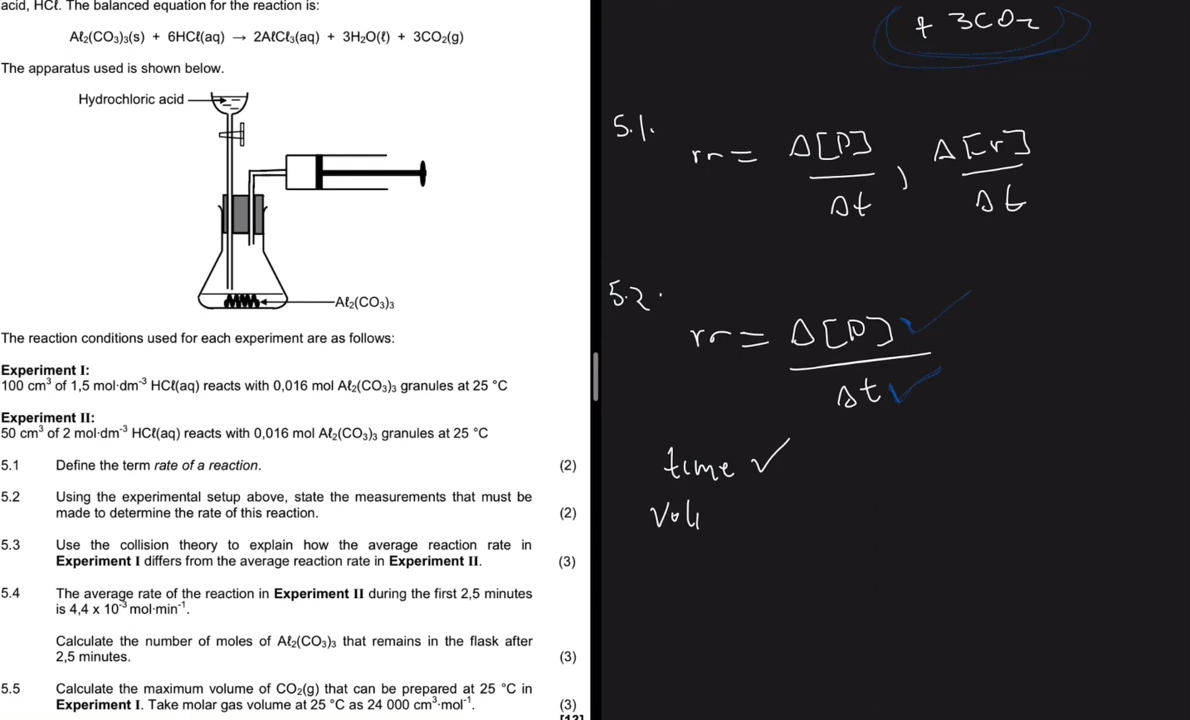 acid, HCℓ. The balanced equation for the reaction is:
Aℓ₂(CO₃)₃(s) + 6HCℓ(aq) → 2AℓCℓ₃(aq) + 3H₂O(ℓ) + 3CO₂(g)
The apparatus used is shown below.
Hydrochloric acid
Aℓ₂(CO₃)₃
The reaction conditions used for each experiment are as follows:
Experiment I:
100 cm³ of 1,5 mol·dm⁻³ HCℓ(aq) reacts with 0,016 mol Aℓ₂(CO₃)₃ granules at 25 °C
Experiment II:
50 cm³ of 2 mol·dm⁻³ HCℓ(aq) reacts with 0,016 mol Aℓ₂(CO₃)₃ granules at 25 °C
5.1 Define the term rate of a reaction. (2)
5.2 Using the experimental setup above, state the measurements that must be
made to determine the rate of this reaction. (2)
5.3 Use the collision theory to explain how the average reaction rate in
Experiment I differs from the average reaction rate in Experiment II. (3)
5.4 The average rate of the reaction in Experiment II during the first 2,5 minutes
is 4,4 x 10⁻³ mol·min⁻¹.
Calculate the number of moles of Aℓ₂(CO₃)₃ that remains in the flask after
2,5 minutes. (3)
5.5 Calculate the maximum volume of CO₂(g) that can be prepared at 25 °C in
Experiment I. Take molar gas volume at 25 °C as 24 000 cm³·mol⁻¹. (3)
[13]
+ 3CO₂
5.1.
rr = Δ[P]/Δt , Δ[r]/Δt
5.2.
rr = Δ[P] ✓
Δt ✓
time ✓
Volu